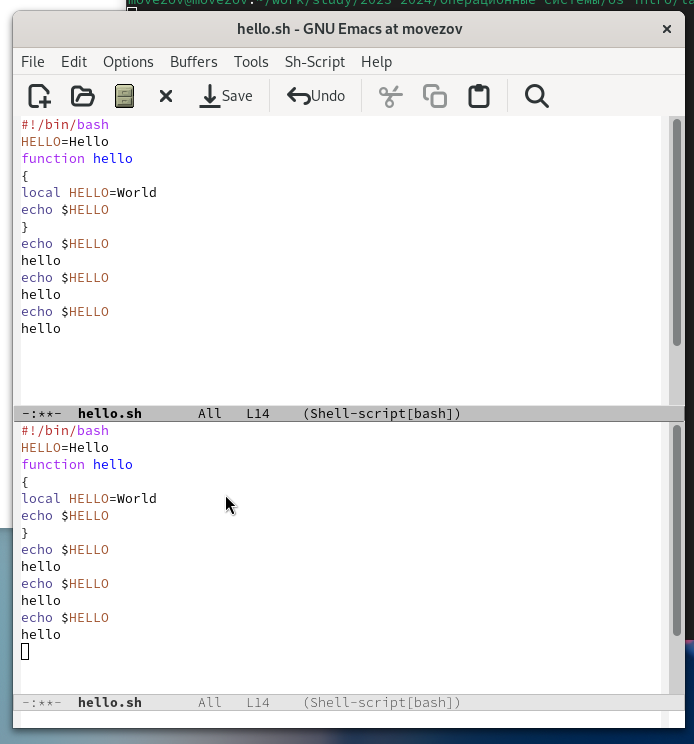 movezov@movezov:~/work/study/2023-2024/Операционные системы/os-intro/la
hello.sh - GNU Emacs at movezov ×
File Edit Options Buffers Tools Sh-Script Help
Save Undo
#!/bin/bash
HELLO=Hello
function hello
{
local HELLO=World
echo $HELLO
}
echo $HELLO
hello
echo $HELLO
hello
echo $HELLO
hello
-:**- hello.sh All L14 (Shell-script[bash])
#!/bin/bash
HELLO=Hello
function hello
{
local HELLO=World
echo $HELLO
}
echo $HELLO
hello
echo $HELLO
hello
echo $HELLO
hello
-:**- hello.sh All L14 (Shell-script[bash])